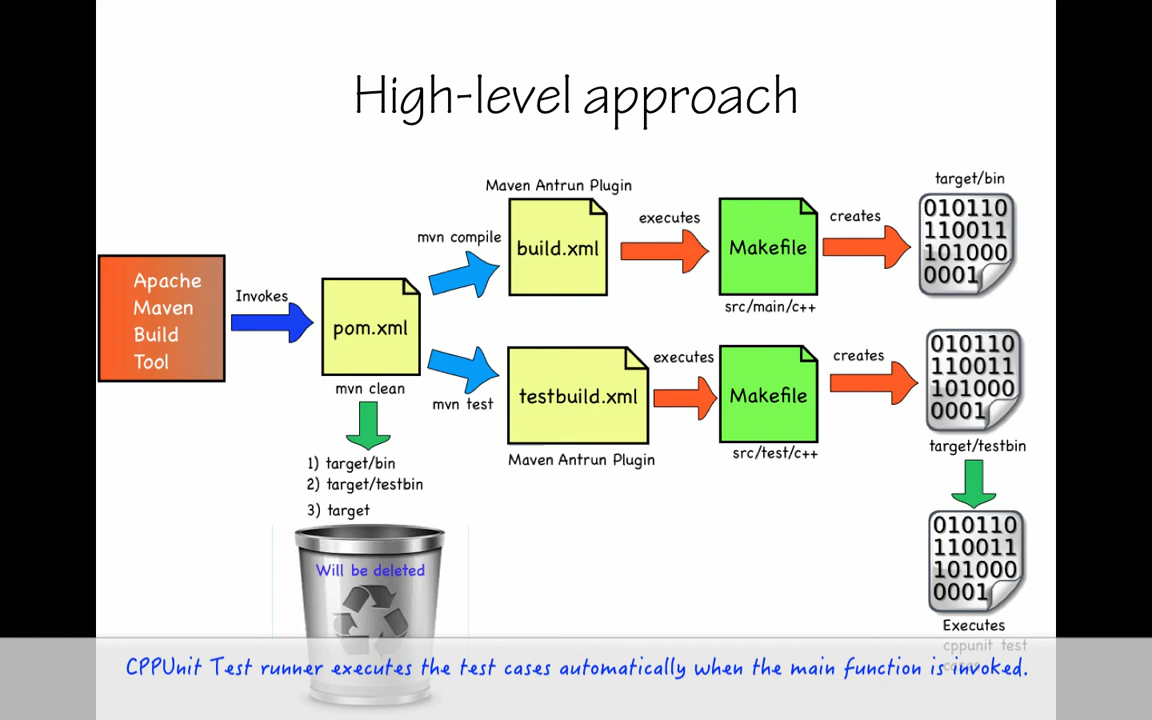 High-level approach
Maven Antrun Plugin
target/bin
mvn compile
build.xml
executes
Makefile
creates
010110
110011
101000
0001
src/main/c++
Apache
Maven
Build
Tool
Invokes
pom.xml
mvn clean
mvn test
testbuild.xml
Maven Antrun Plugin
executes
Makefile
src/test/c++
creates
010110
110011
101000
0001
target/testbin
1) target/bin
2) target/testbin
3) target
Will be deleted
010110
110011
101000
0001
Executes
cppunit test
CPPUnit Test runner executes the test cases automatically when the main function is invoked.